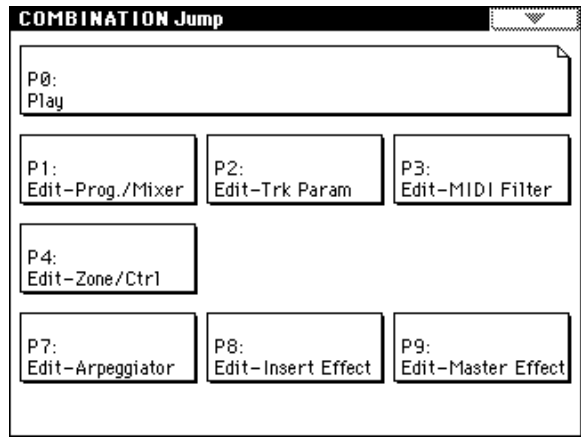 COMBINATION Jump
P0:
Play
P1:
Edit-Prog./Mixer
P2:
Edit-Trk Param
P3:
Edit-MIDI Filter
P4:
Edit-Zone/Ctrl
P7:
Edit-Arpeggiator
P8:
Edit-Insert Effect
P9:
Edit-Master Effect